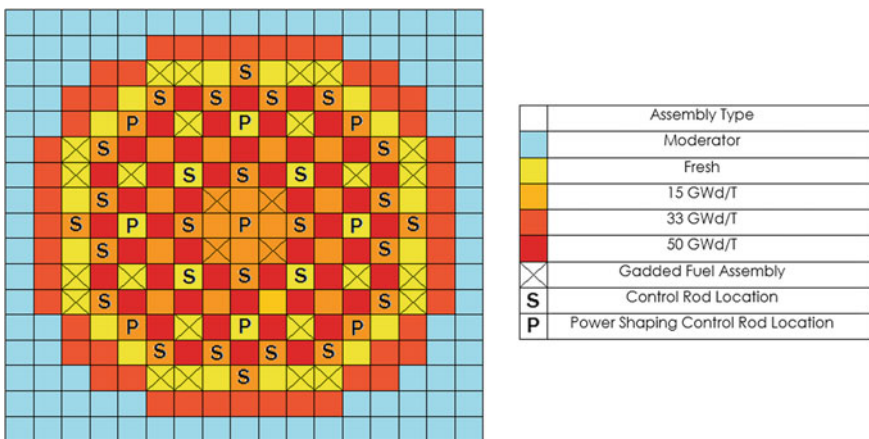 S
S S S S
P P P
S S
S S S
S S
S P S P S P S
S S
S S S
S S
P P P
S S S S
S
Assembly Type
Moderator
Fresh
15 GWd/T
33 GWd/T
50 GWd/T
Gadded Fuel Assembly
S Control Rod Location
P Power Shaping Control Rod Location